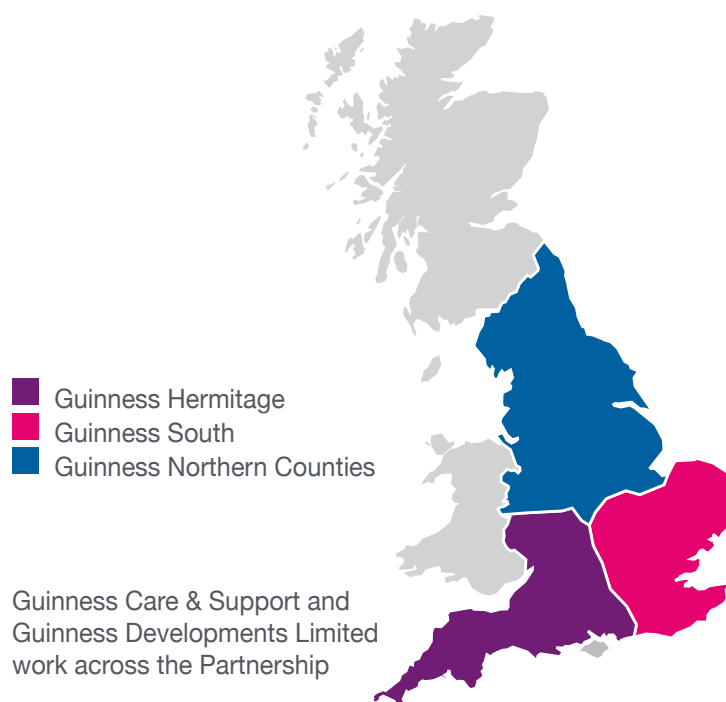 Guinness Hermitage
Guinness South
Guinness Northern Counties
Guinness Care & Support and
Guinness Developments Limited
work across the Partnership